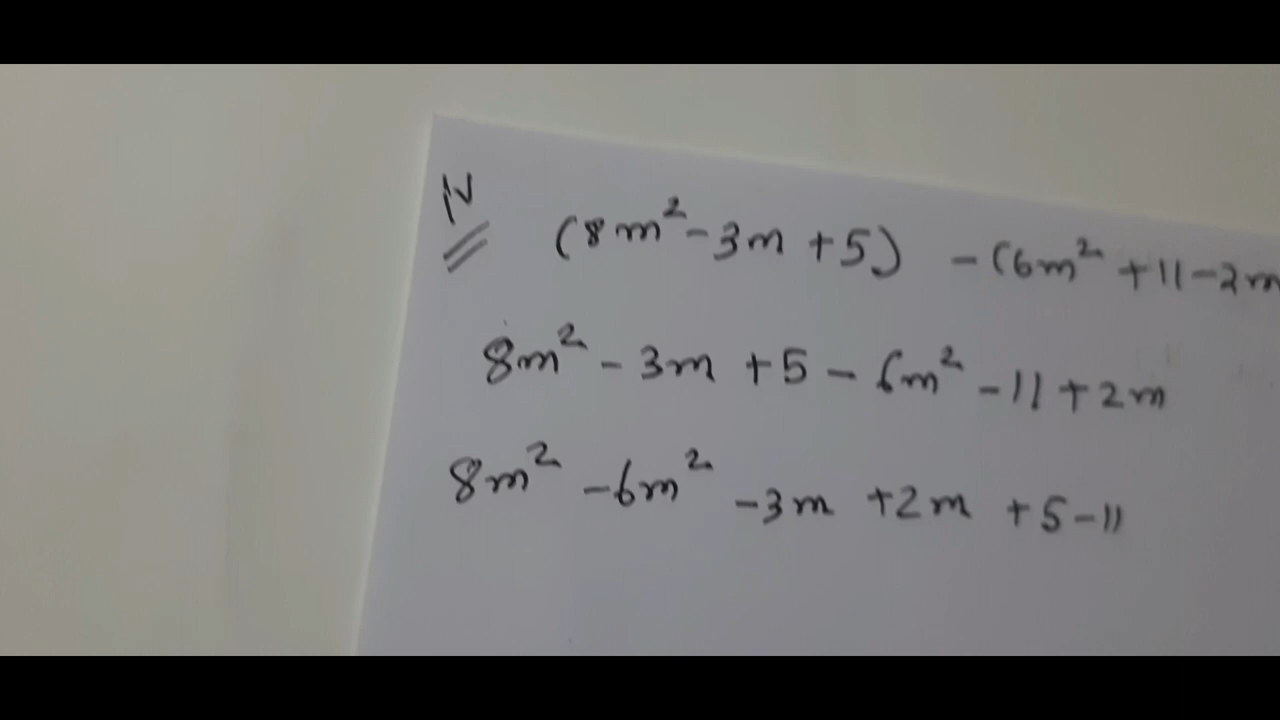 IV
(8m² - 3m + 5) - (6m² + 11 - 2m
8m² - 3m + 5 - 6m² - 11 + 2m
8m² - 6m² - 3m + 2m + 5 - 11